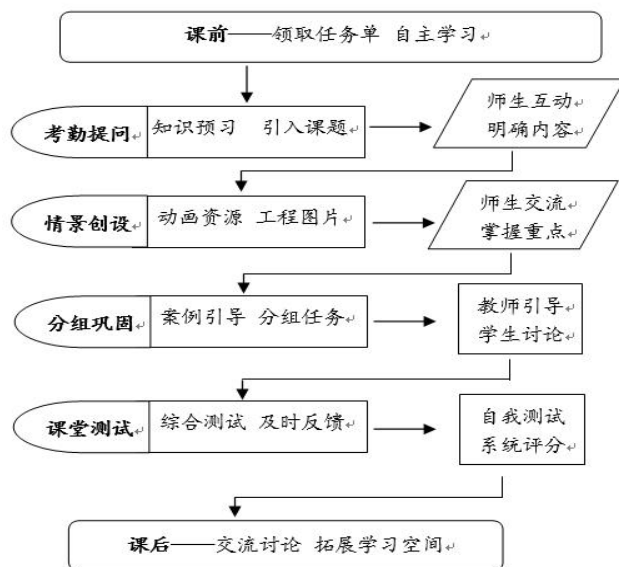 课前——领取任务单 自主学习
考勤提问 知识预习 引入课题
师生互动
明确内容
情景创设 动画资源 工程图片
师生交流
掌握重点
分组巩固 案例引导 分组任务
教师引导
学生讨论
课堂测试 综合测试 及时反馈
自我测试
系统评分
课后——交流讨论 拓展学习空间